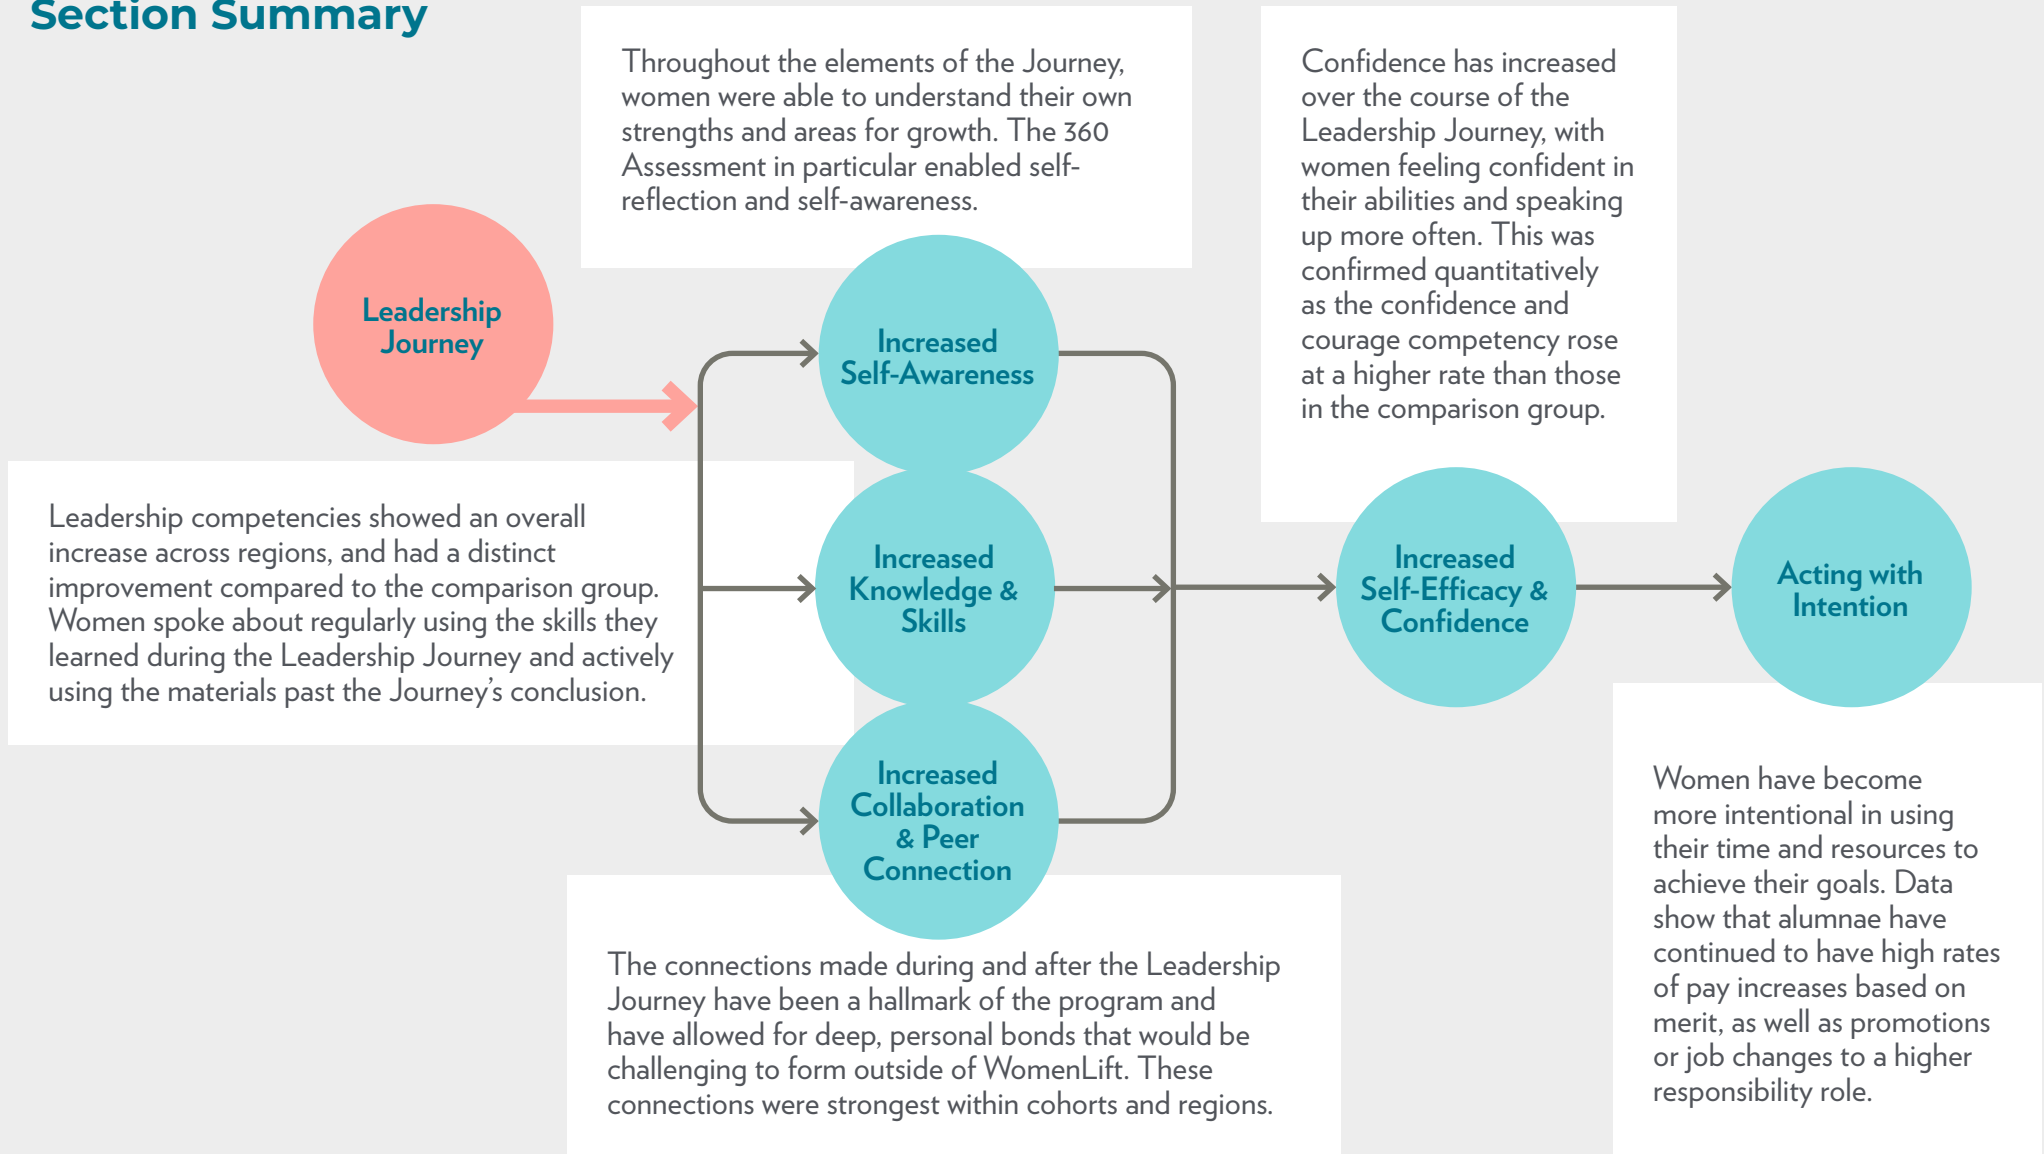 Section Summary
Throughout the elements of the Journey,
women were able to understand their own
strengths and areas for growth. The 360
Assessment in particular enabled self-
reflection and self-awareness.
Confidence has increased
over the course of the
Leadership Journey, with
women feeling confident in
their abilities and speaking
up more often. This was
confirmed quantitatively
as the confidence and
courage competency rose
at a higher rate than those
in the comparison group.
Leadership
Journey
Increased
Self-Awareness
Leadership competencies showed an overall
increase across regions, and had a distinct
improvement compared to the comparison group.
Women spoke about regularly using the skills they
learned during the Leadership Journey and actively
using the materials past the Journey’s conclusion.
Increased
Knowledge &
Skills
Increased
Self-Efficacy &
Confidence
Acting with
Intention
Increased
Collaboration
& Peer
Connection
The connections made during and after the Leadership
Journey have been a hallmark of the program and
have allowed for deep, personal bonds that would be
challenging to form outside of WomenLift. These
connections were strongest within cohorts and regions.
Women have become
more intentional in using
their time and resources to
achieve their goals. Data
show that alumnae have
continued to have high rates
of pay increases based on
merit, as well as promotions
or job changes to a higher
responsibility role.